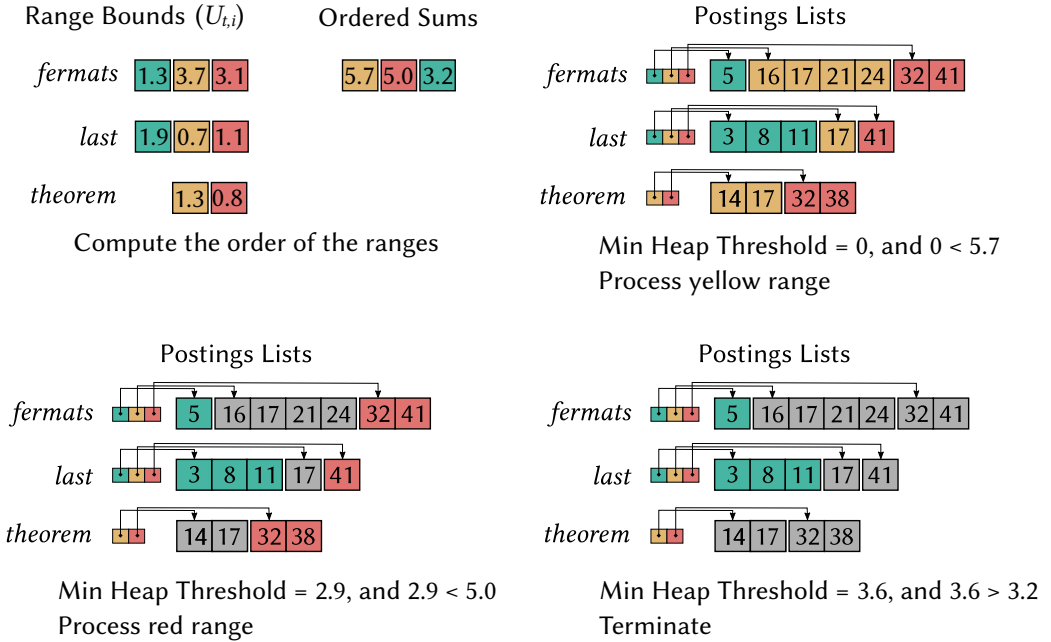 Range Bounds (U_{t,i})
Ordered Sums
fermats 1.3 3.7 3.1
5.7 5.0 3.2
last 1.9 0.7 1.1
theorem 1.3 0.8
Compute the order of the ranges
Postings Lists
fermats 5 16 17 21 24 32 41
last 3 8 11 17 41
theorem 14 17 32 38
Min Heap Threshold = 0, and 0 < 5.7
Process yellow range
Postings Lists
fermats 5 16 17 21 24 32 41
last 3 8 11 17 41
theorem 14 17 32 38
Min Heap Threshold = 2.9, and 2.9 < 5.0
Process red range
Postings Lists
fermats 5 16 17 21 24 32 41
last 3 8 11 17 41
theorem 14 17 32 38
Min Heap Threshold = 3.6, and 3.6 > 3.2
Terminate